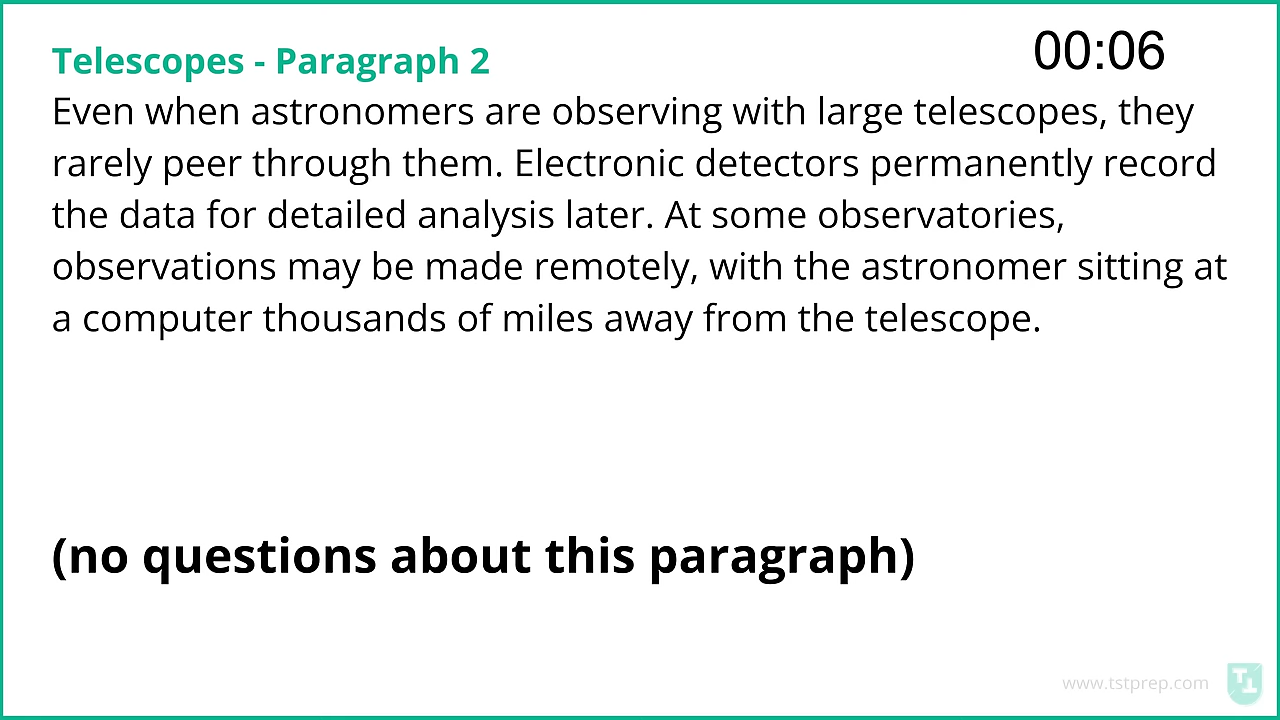 Telescopes - Paragraph 2
00:06
Even when astronomers are observing with large telescopes, they
rarely peer through them. Electronic detectors permanently record
the data for detailed analysis later. At some observatories,
observations may be made remotely, with the astronomer sitting at
a computer thousands of miles away from the telescope.
(no questions about this paragraph)
www.tstprep.com